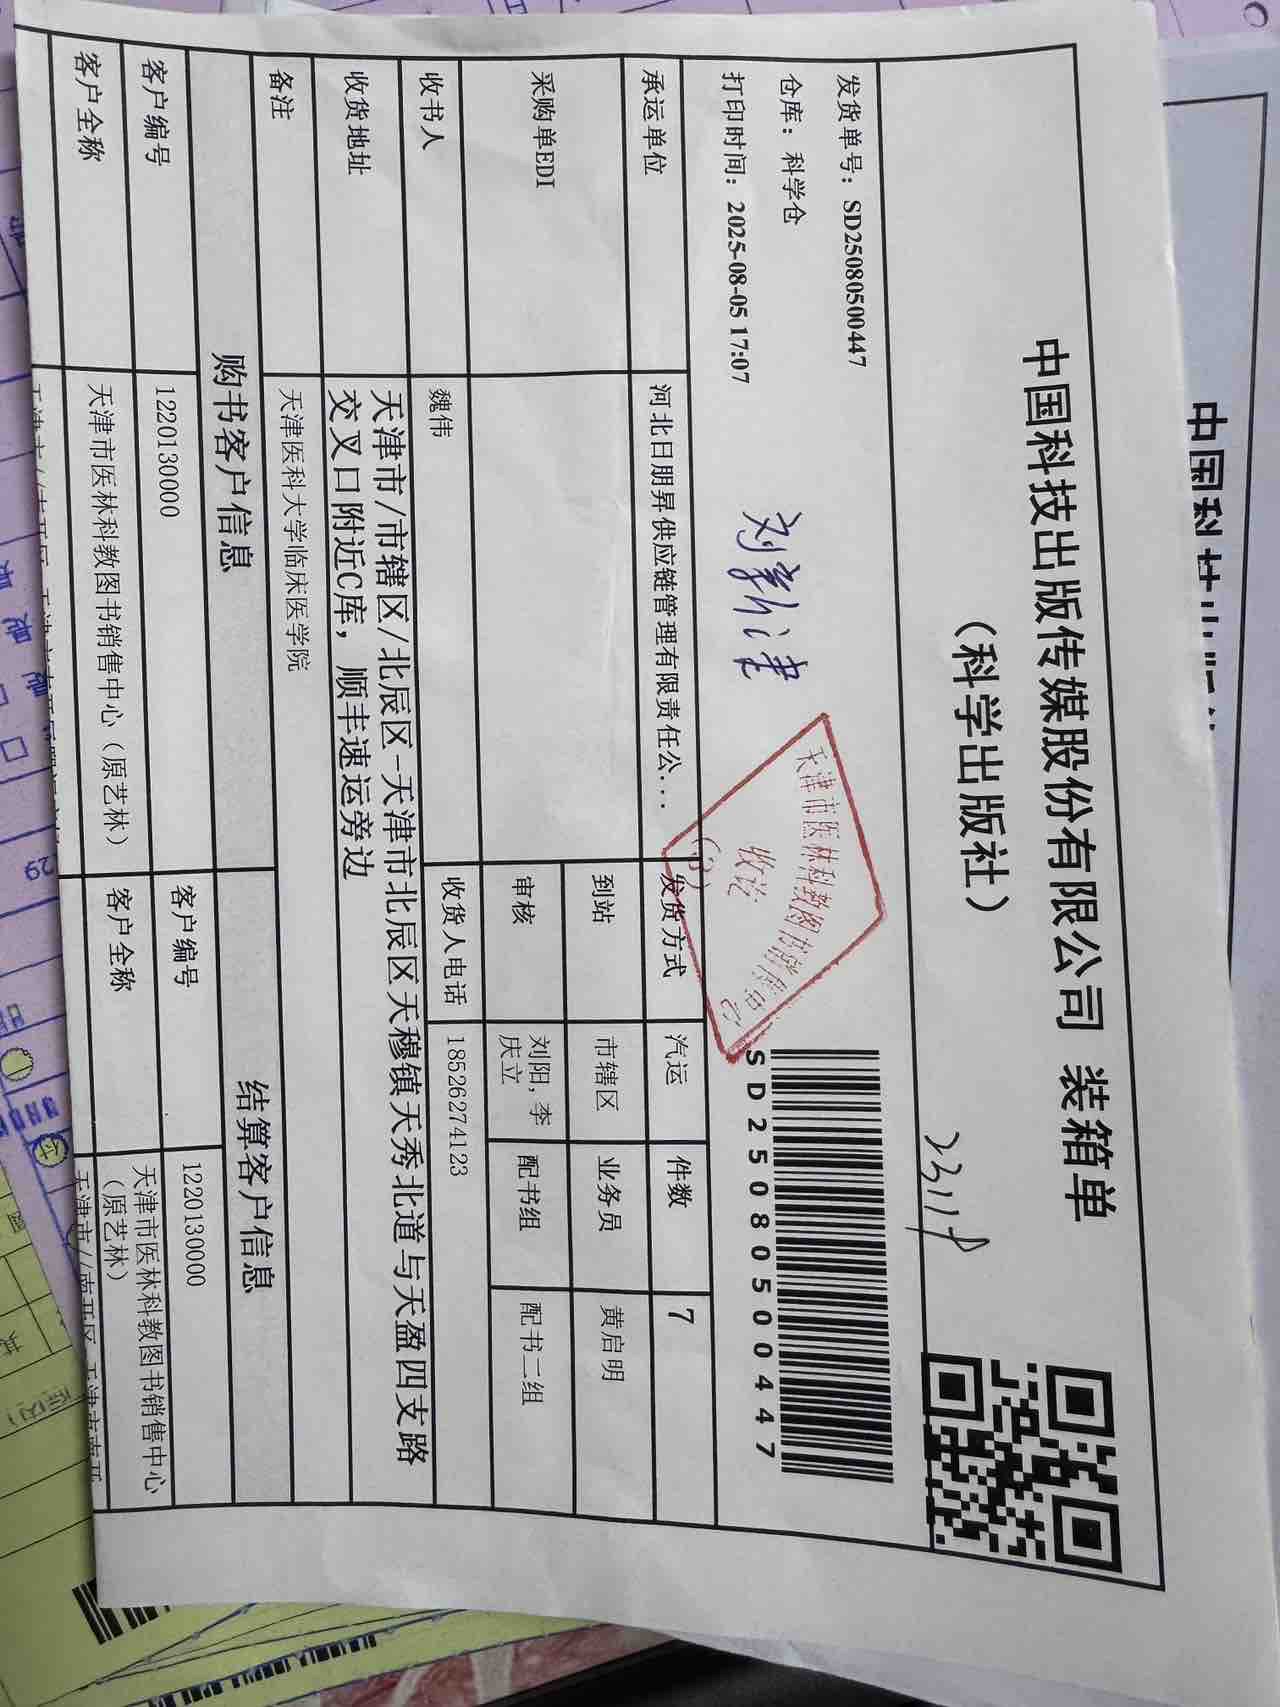 中国科技出版传媒股份有限公司 装箱单
（科学出版社）
发货单号：SD25080500447
仓库：科学仓
打印时间：2025-08-05 17:07
SD25080500447
天津市医林科教图书销售中心
收讫
(3)
承运单位 河北日朋昇供应链管理有限责任公... 发货方式 汽运 件数 7
采购单EDI 到站 市辖区 业务员 黄启明
审核 刘阳,李庆立 配书组 配书二组
收书人 魏伟 收货人电话 18526274123
收货地址 天津市/市辖区/北辰区-天津市北辰区天穆镇天秀北道与天盈四支路
交叉口附近C库，顺丰速运旁边
备注 天津医科大学临床医学院
购书客户信息 结算客户信息
客户编号 1220130000 客户编号 1220130000
客户全称 天津市医林科教图书销售中心（原艺林） 客户全称 天津市医林科教图书销售中心
（原艺林）